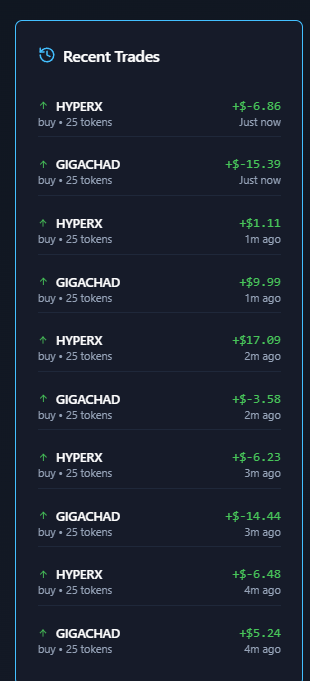 Recent Trades
↑ HYPERX +$-6.86
buy • 25 tokens Just now
↑ GIGACHAD +$-15.39
buy • 25 tokens Just now
↑ HYPERX +$1.11
buy • 25 tokens 1m ago
↑ GIGACHAD +$9.99
buy • 25 tokens 1m ago
↑ HYPERX +$17.09
buy • 25 tokens 2m ago
↑ GIGACHAD +$-3.58
buy • 25 tokens 2m ago
↑ HYPERX +$-6.23
buy • 25 tokens 3m ago
↑ GIGACHAD +$-14.44
buy • 25 tokens 3m ago
↑ HYPERX +$-6.48
buy • 25 tokens 4m ago
↑ GIGACHAD +$5.24
buy • 25 tokens 4m ago